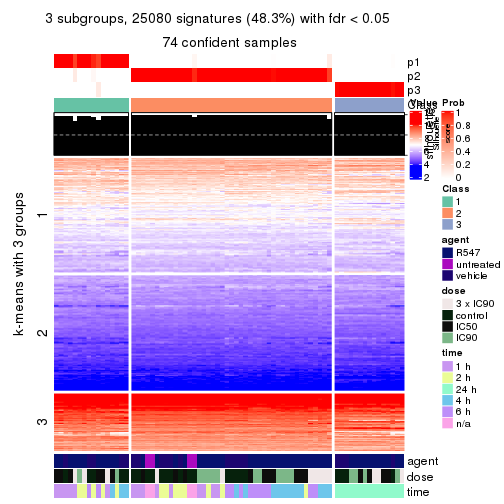 3 subgroups, 25080 signatures (48.3%) with fdr < 0.05
74 confident samples
p1
p2
p3
Class
Value
Prob
1
0.8
0.6
0.4
0.2
0
2
Class
1
2
3
agent
R547
untreated
vehicle
dose
3 x IC90
control
IC50
IC90
time
1 h
2 h
24 h
4 h
6 h
n/a
k-means with 3 groups
1
2
3
agent
dose
time